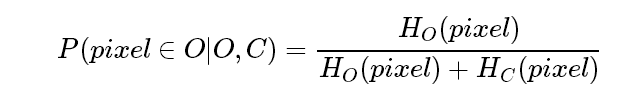 P(pixel ∈ O|O, C) = H_O(pixel) / (H_O(pixel) + H_C(pixel))